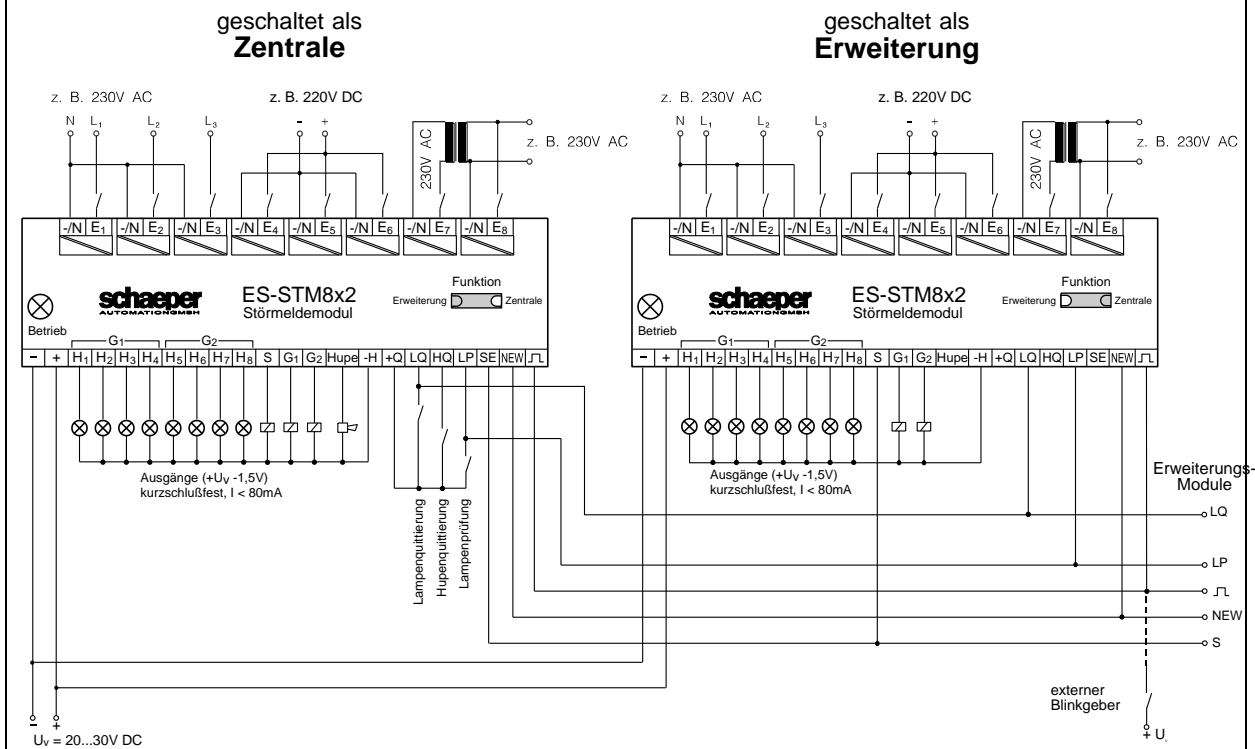 geschaltet als
Zentrale
z. B. 230V AC
z. B. 220V DC
N L1 L2 L3
- +
230V AC
z. B. 230V AC
-/N E1 -/N E2 -/N E3 -/N E4 -/N E5 -/N E6 -/N E7 -/N E8
Betrieb
schaeper
AUTOMATIONGMBH
ES-STM8x2
Störmeldemodul
Funktion
Erweiterung Zentrale
G1 G2
- + H1 H2 H3 H4 H5 H6 H7 H8 S G1 G2 Hupe -H +Q LQ HQ LP SE NEW ⎍
Ausgänge (+Uv -1,5V)
kurzschlußfest, I < 80mA
Lampenquittierung
Hupenquittierung
Lampenprüfung
- +
Uv = 20...30V DC
geschaltet als
Erweiterung
z. B. 230V AC
z. B. 220V DC
N L1 L2 L3
- +
230V AC
z. B. 230V AC
-/N E1 -/N E2 -/N E3 -/N E4 -/N E5 -/N E6 -/N E7 -/N E8
Betrieb
schaeper
AUTOMATIONGMBH
ES-STM8x2
Störmeldemodul
Funktion
Erweiterung Zentrale
G1 G2
- + H1 H2 H3 H4 H5 H6 H7 H8 S G1 G2 Hupe -H +Q LQ HQ LP SE NEW ⎍
Ausgänge (+Uv -1,5V)
kurzschlußfest, I < 80mA
Erweiterungs-
Module
LQ
LP
⎍
NEW
S
externer
Blinkgeber
+ U